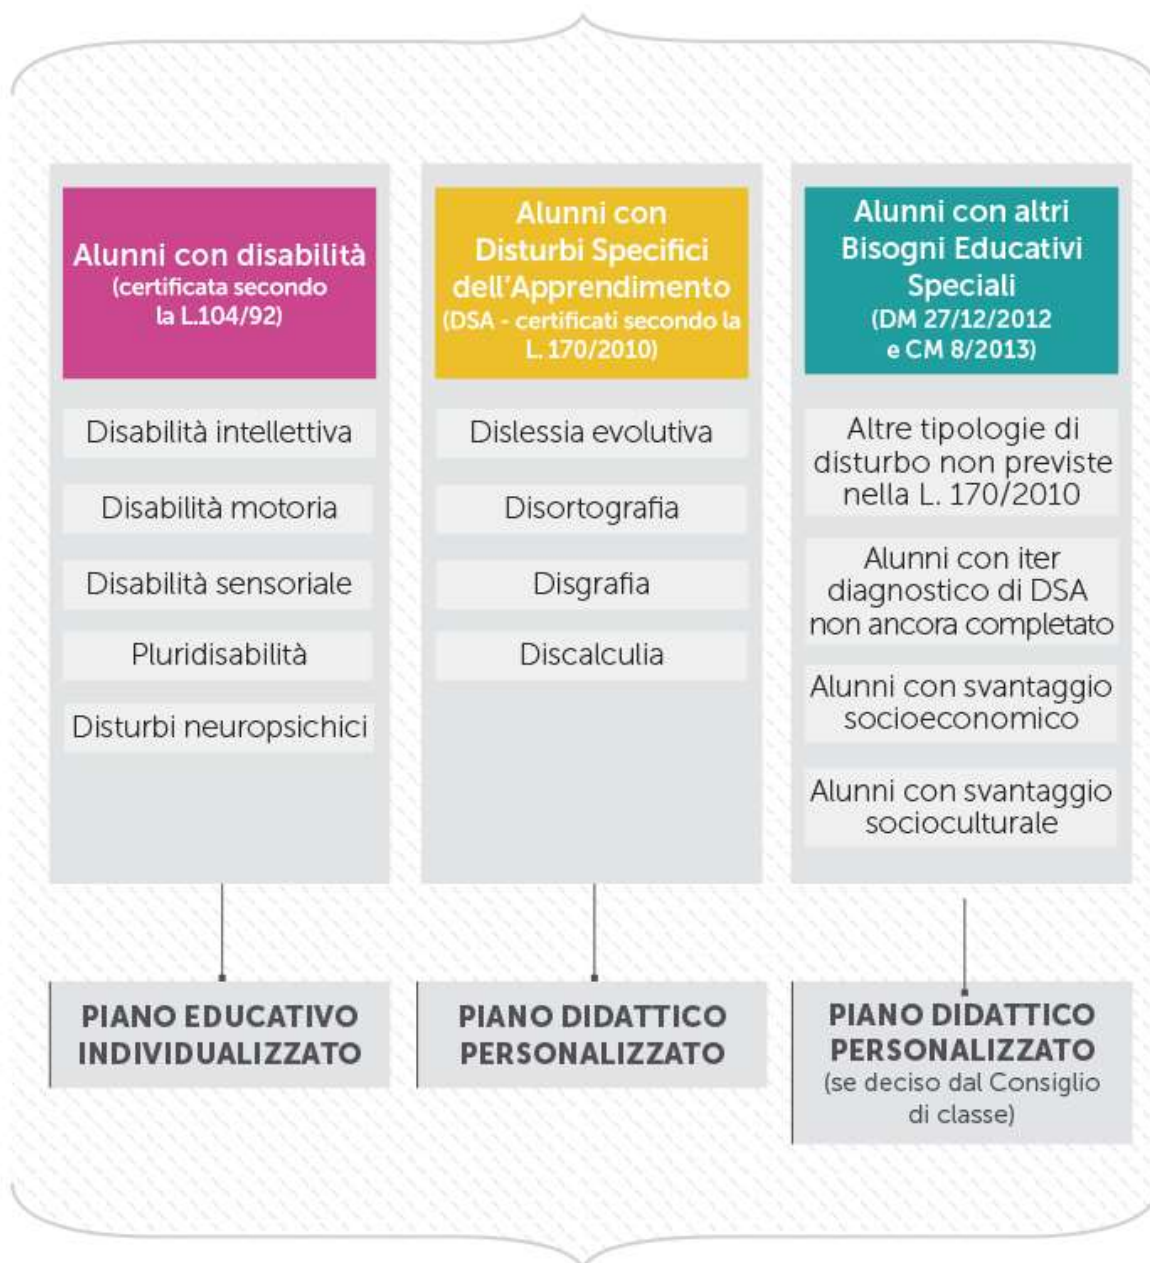 Alunni con disabilità
(certificata secondo
la L.104/92)
Disabilità intellettiva
Disabilità motoria
Disabilità sensoriale
Pluridisabilità
Disturbi neuropsichici
PIANO EDUCATIVO
INDIVIDUALIZZATO
Alunni con
Disturbi Specifici
dell'Apprendimento
(DSA - certificati secondo la
L. 170/2010)
Dislessia evolutiva
Disortografia
Disgrafia
Discalculia
PIANO DIDATTICO
PERSONALIZZATO
Alunni con altri
Bisogni Educativi
Speciali
(DM 27/12/2012
e CM 8/2013)
Altre tipologie di
disturbo non previste
nella L. 170/2010
Alunni con iter
diagnostico di DSA
non ancora completato
Alunni con svantaggio
socioeconomico
Alunni con svantaggio
socioculturale
PIANO DIDATTICO
PERSONALIZZATO
(se deciso dal Consiglio
di classe)